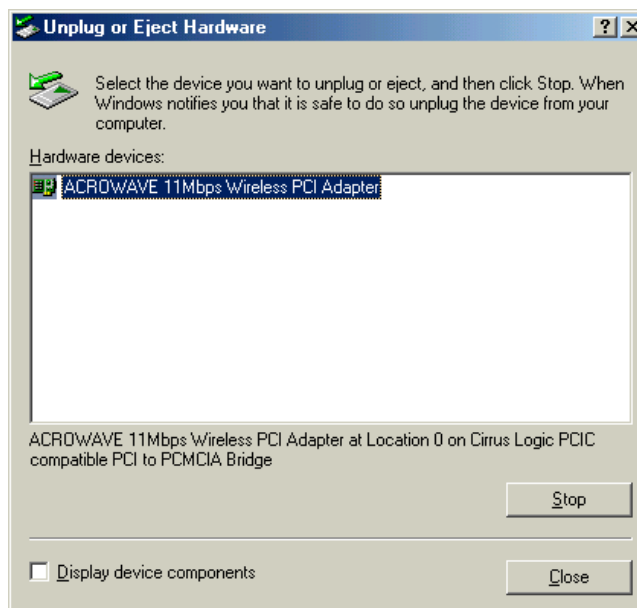 Unplug or Eject Hardware
Select the device you want to unplug or eject, and then click Stop. When
Windows notifies you that it is safe to do so unplug the device from your
computer.
Hardware devices:
ACROWAVE 11Mbps Wireless PCI Adapter
ACROWAVE 11Mbps Wireless PCI Adapter at Location 0 on Cirrus Logic PCIC
compatible PCI to PCMCIA Bridge
Stop
Display device components
Close